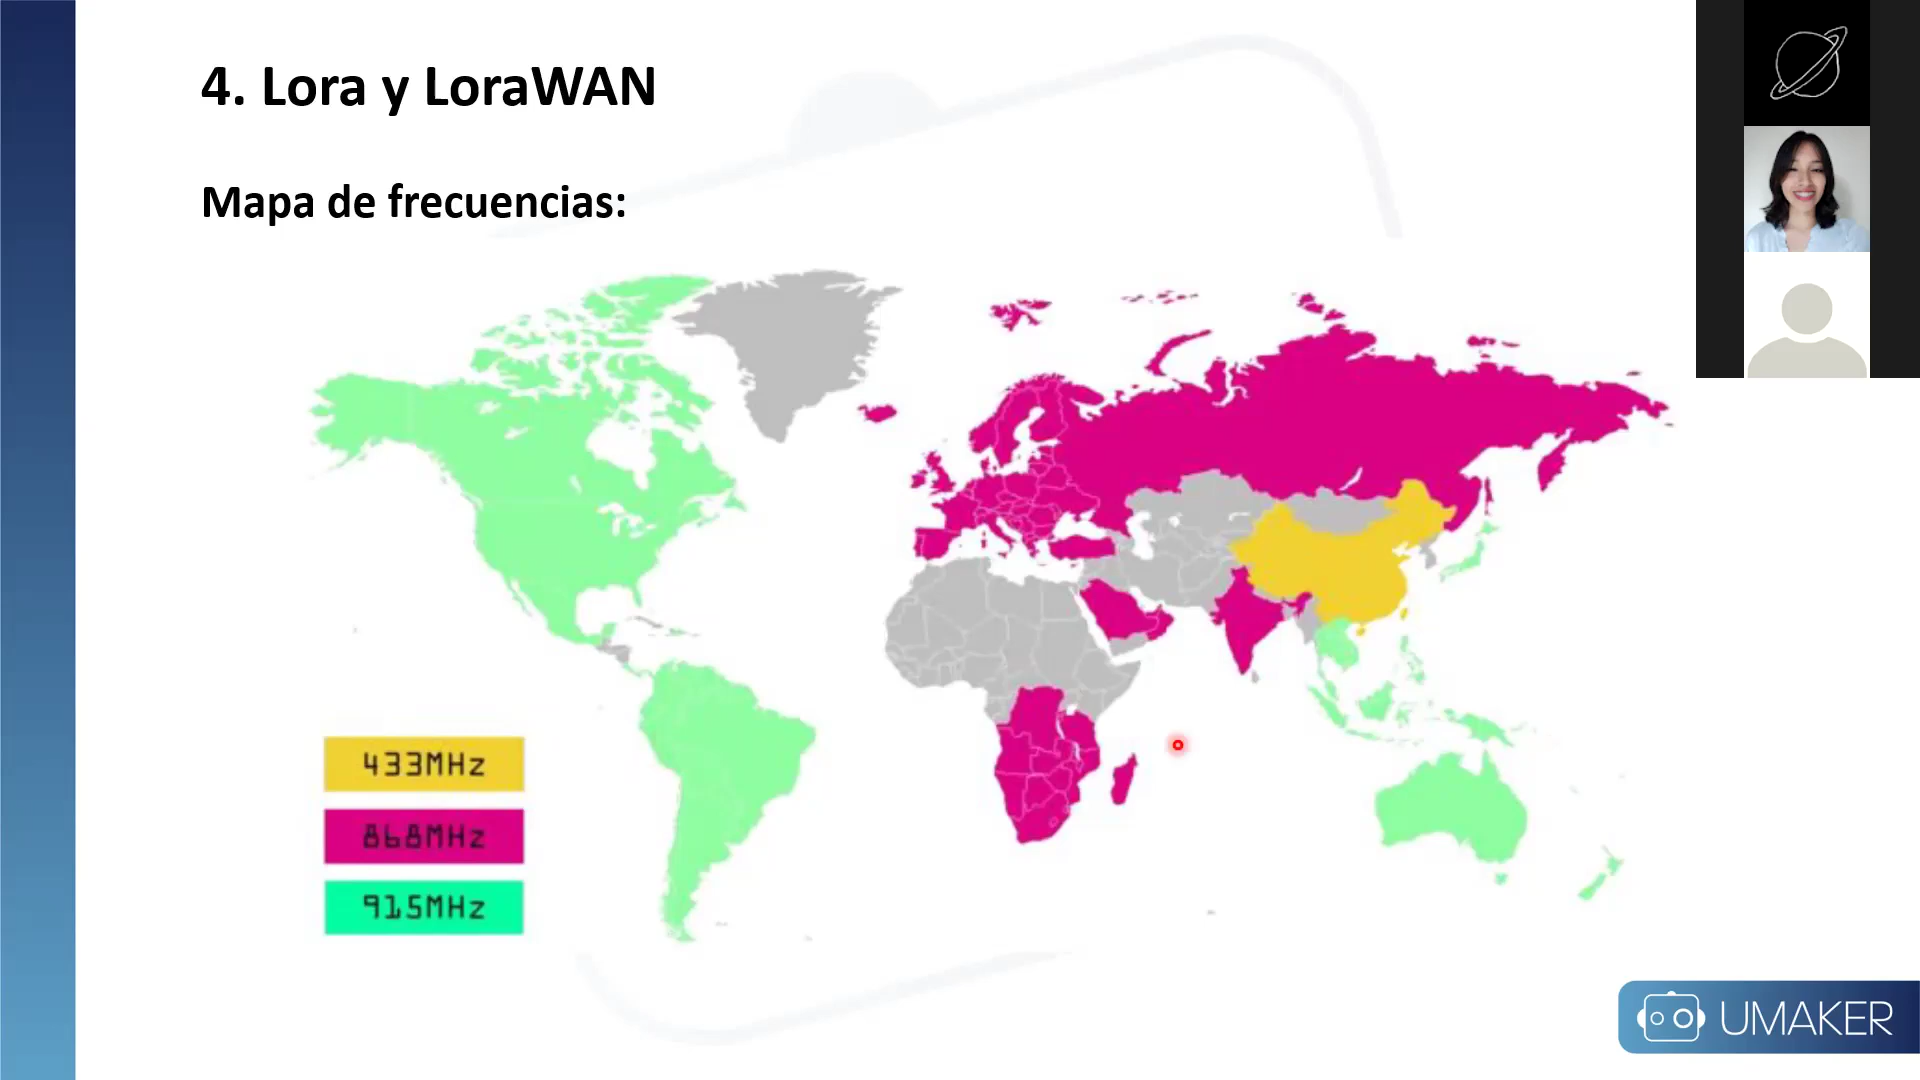 4. Lora y LoraWAN
Mapa de frecuencias:
433MHz
868MHz
915MHz
UMAKER